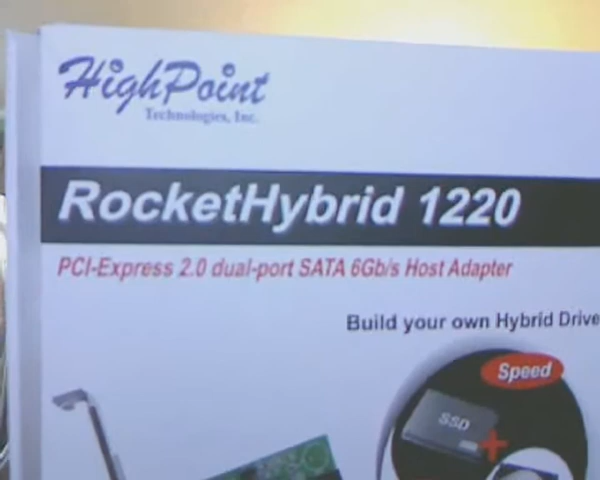 HighPoint
Technologies, Inc.
RocketHybrid 1220
PCI-Express 2.0 dual-port SATA 6Gb/s Host Adapter
Build your own Hybrid Drive
Speed
SSD
+